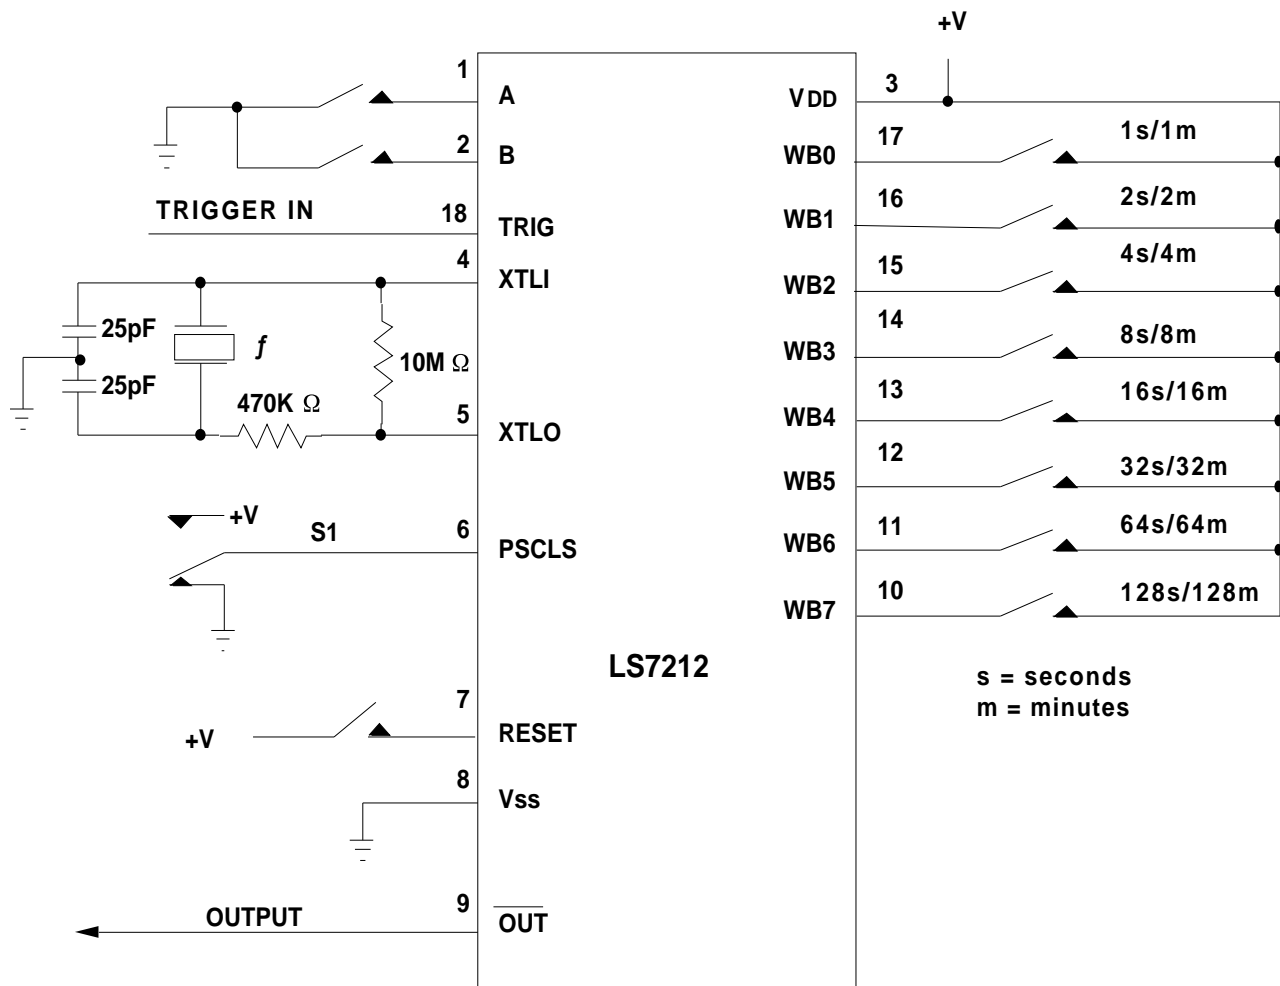 +V
1
A
2
B
TRIGGER IN
18
TRIG
4
XTLI
25pF
ƒ
10M Ω
25pF
470K Ω
5
XTLO
+V
S1
6
PSCLS
+V
7
RESET
8
Vss
OUTPUT
9
OUT
LS7212
VDD
3
WB0
17
1s/1m
WB1
16
2s/2m
WB2
15
4s/4m
WB3
14
8s/8m
WB4
13
16s/16m
WB5
12
32s/32m
WB6
11
64s/64m
WB7
10
128s/128m
s = seconds
m = minutes